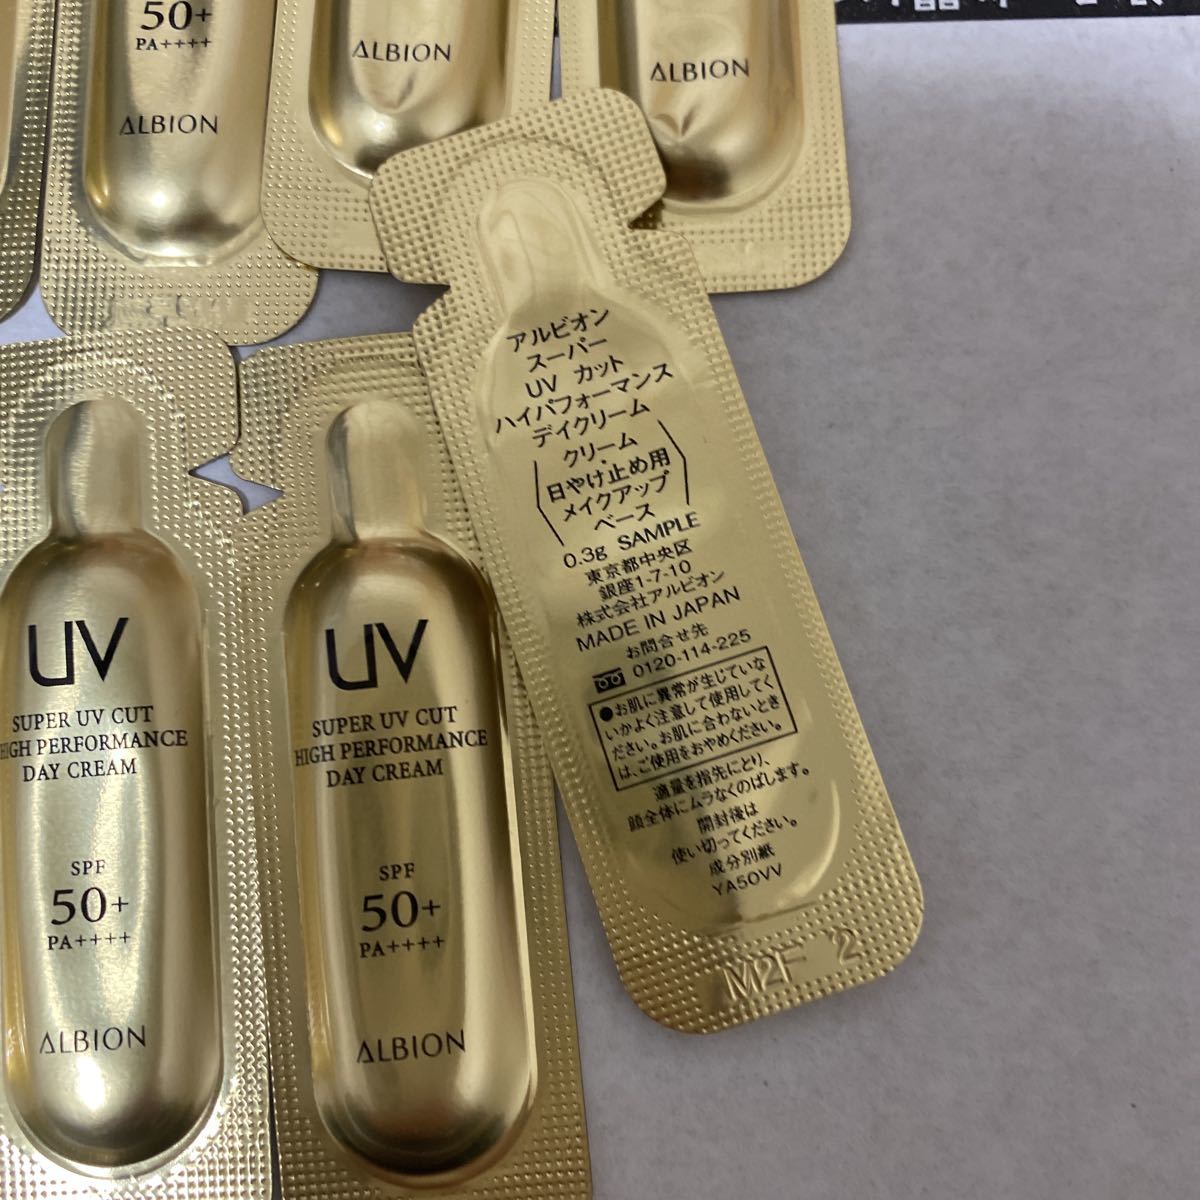 50+
PA++++
ALBION
ALBION
ALBION
アルビオン
スーパー
UV カット
ハイパフォーマンス
デイクリーム
クリーム・
日やけ止め用
メイクアップ
ベース
0.3g SAMPLE
東京都中央区
銀座1-7-10
株式会社アルビオン
MADE IN JAPAN
お問合せ先
0120-114-225
●お肌に異常が生じていな
いかよく注意して使用してく
ださい。お肌に合わないとき
は、ご使用をおやめください。
適量を指先にとり、
顔全体にムラなくのばします。
開封後は
使い切ってください。
成分別紙
YA50VV
M2F 2
UV
SUPER UV CUT
HIGH PERFORMANCE
DAY CREAM
SPF
50+
PA++++
ALBION
UV
SUPER UV CUT
HIGH PERFORMANCE
DAY CREAM
SPF
50+
PA++++
ALBION